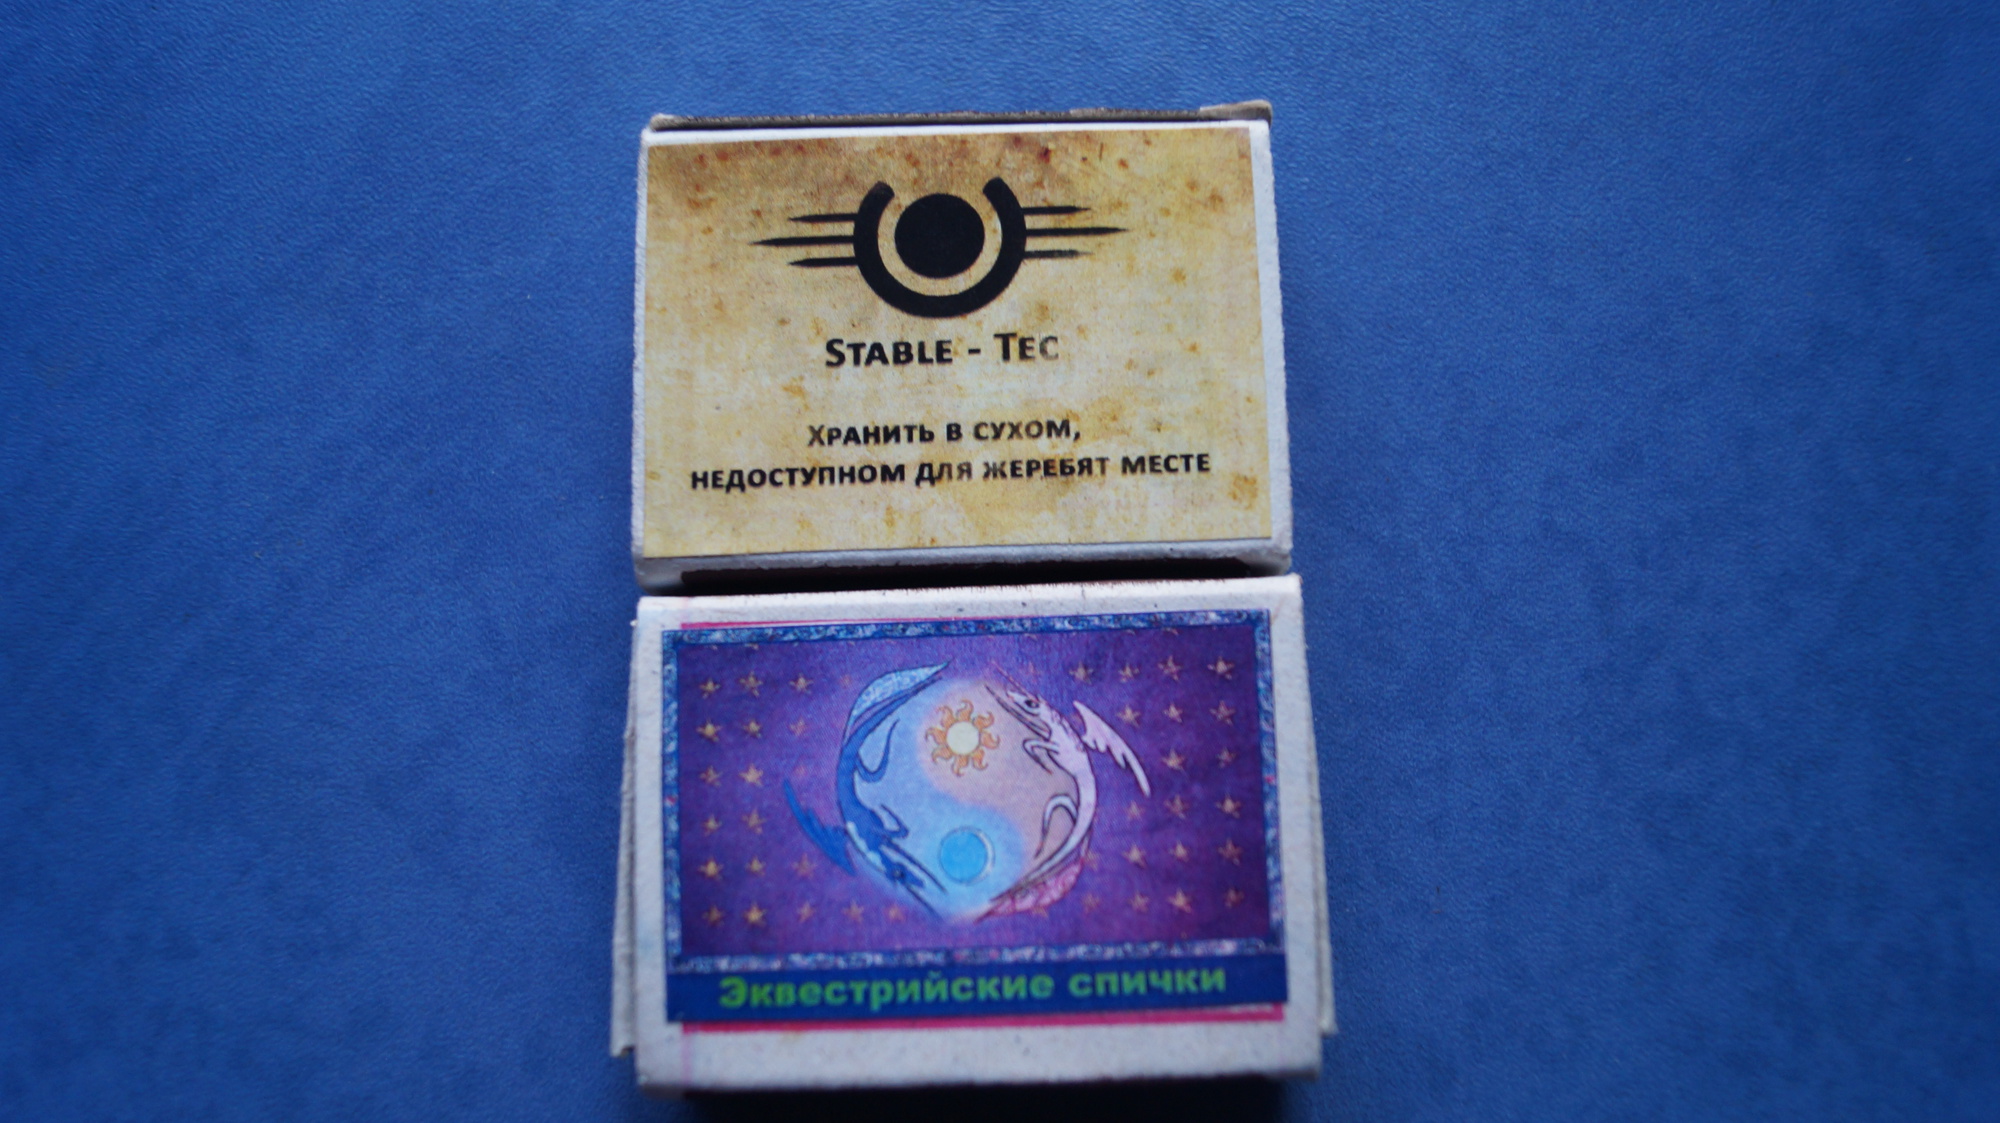 STABLE - TEC
ХРАНИТЬ В СУХОМ,
НЕДОСТУПНОМ ДЛЯ ЖЕРЕБЯТ МЕСТЕ
Эквестрийские спички